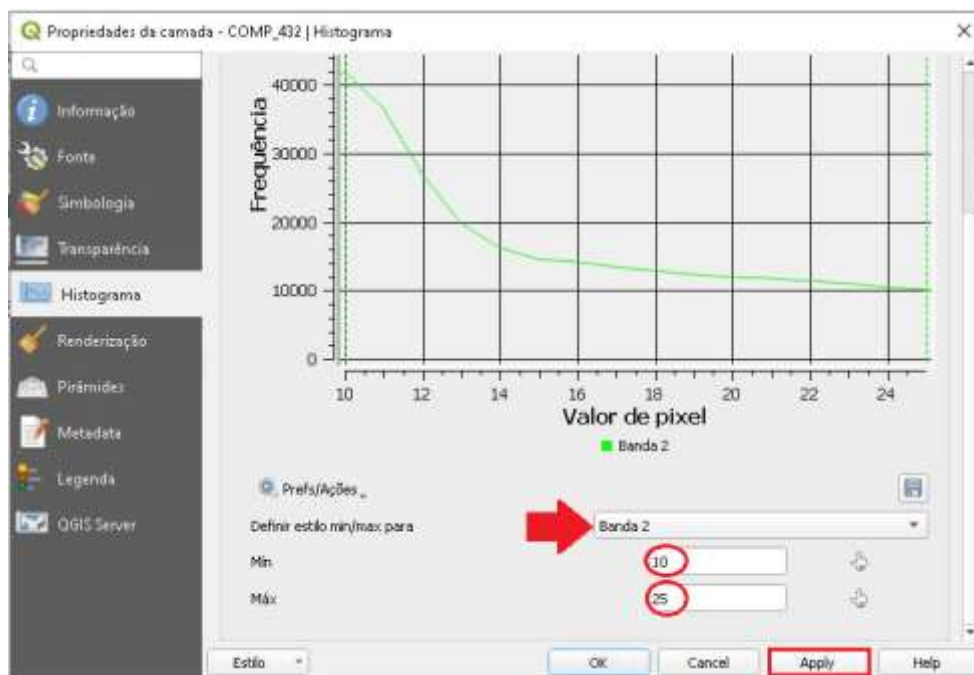 Propriedades da camada - COMP_432 | Histograma
Informação
Fonte
Simbologia
Transparência
Histograma
Renderização
Pirâmides
Metadata
Legenda
QGIS Server
Frequência
40000
30000
20000
10000
0
10 12 14 16 18 20 22 24
Valor de pixel
Banda 2
Prefs/Ações
Definir estilo min/max para Banda 2
Mín 10
Máx 25
Estilo OK Cancel Apply Help